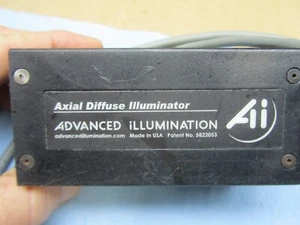 Axial Diffuse Illuminator
ADVANCED iLLUMINATION
advancedillumination.com Made in USA Patent No. 5822053
Ai